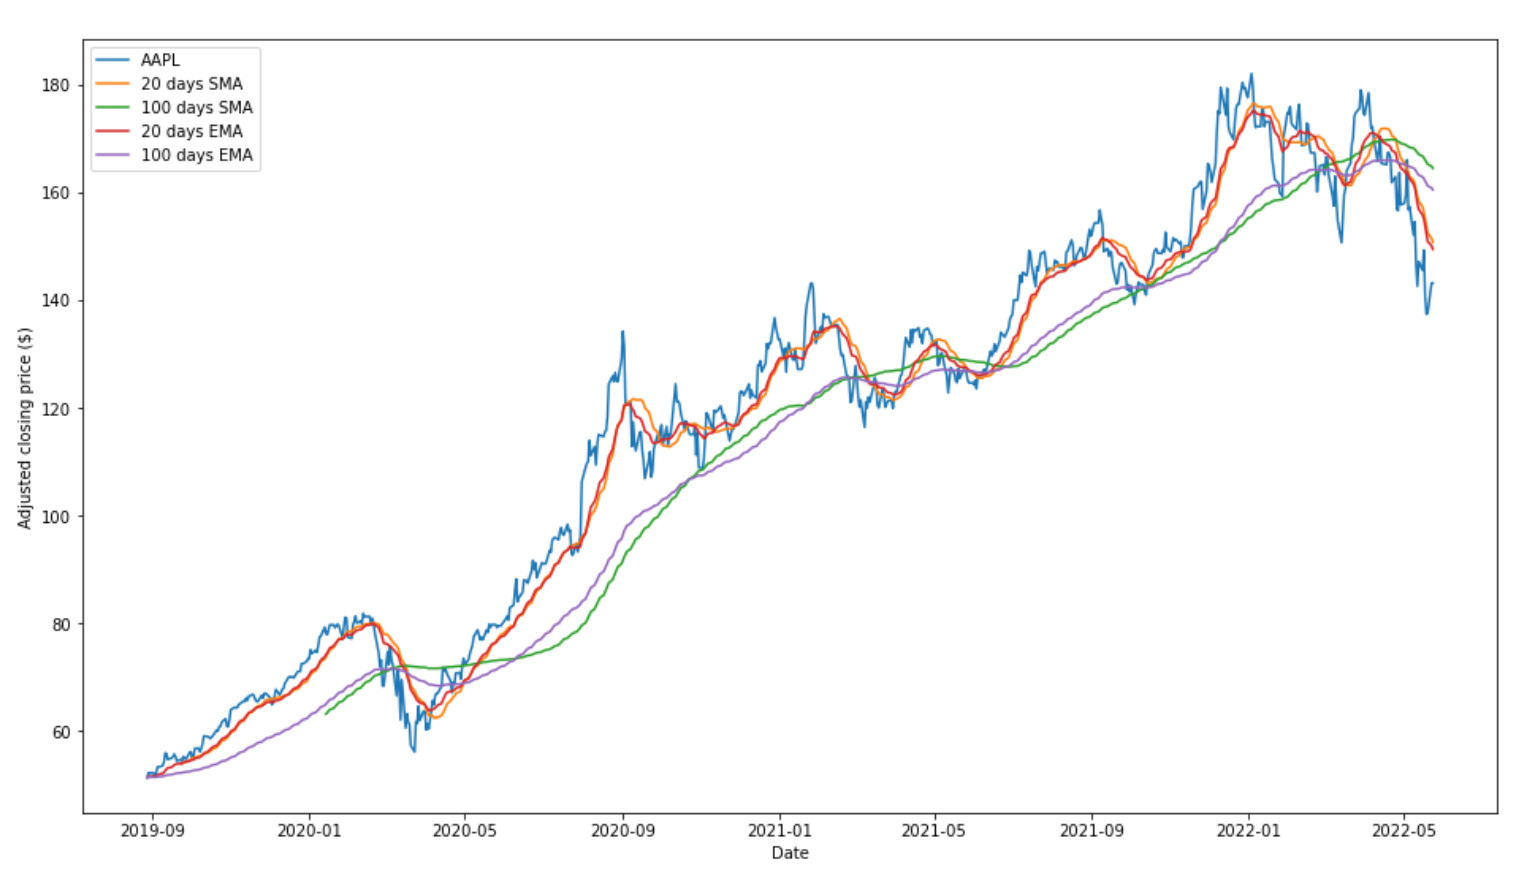 AAPL
20 days SMA
100 days SMA
20 days EMA
100 days EMA
180
160
140
120
100
80
60
Adjusted closing price ($)
2019-09 2020-01 2020-05 2020-09 2021-01 2021-05 2021-09 2022-01 2022-05
Date